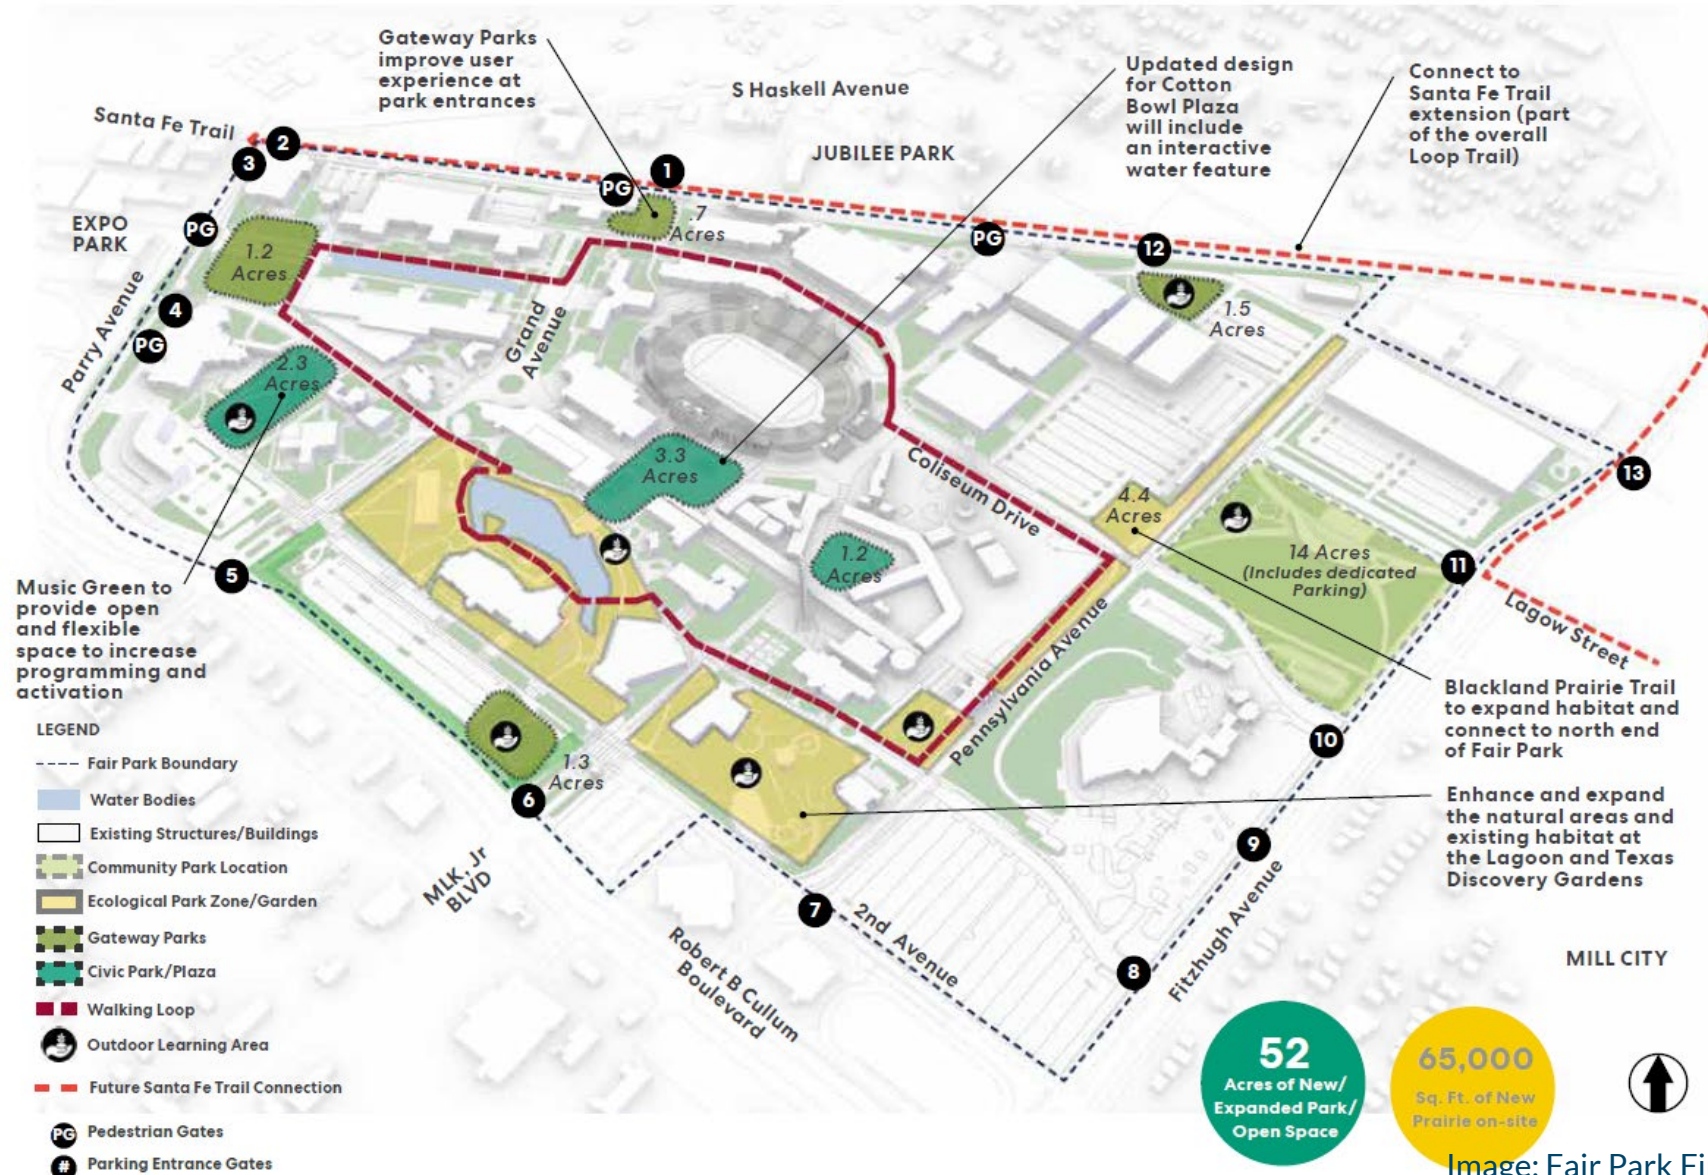 Gateway Parks
improve user
experience at
park entrances
S Haskell Avenue
JUBILEE PARK
Updated design
for Cotton
Bowl Plaza
will include
an interactive
water feature
Connect to
Santa Fe Trail
extension (part
of the overall
Loop Trail)
Santa Fe Trail
2
3
1
PG
PG
PG
12
EXPO
PARK
1.2
Acres
.7
Acres
1.5
Acres
4
PG
Parry Avenue
Grand
Avenue
2.3
Acres
3.3
Acres
Coliseum Drive
4.4
Acres
13
1.2
Acres
14 Acres
(Includes dedicated
Parking)
11
5
Lagow Street
Music Green to
provide open
and flexible
space to increase
programming and
activation
Pennsylvania Avenue
Blackland Prairie Trail
to expand habitat and
connect to north end
of Fair Park
10
1.3
Acres
6
Enhance and expand
the natural areas and
existing habitat at
the Lagoon and Texas
Discovery Gardens
9
MLK, Jr
BLVD
7
2nd Avenue
Robert B Cullum
Boulevard
8
Fitzhugh Avenue
MILL CITY
LEGEND
Fair Park Boundary
Water Bodies
Existing Structures/Buildings
Community Park Location
Ecological Park Zone/Garden
Gateway Parks
Civic Park/Plaza
Walking Loop
Outdoor Learning Area
Future Santa Fe Trail Connection
PG Pedestrian Gates
# Parking Entrance Gates
52
Acres of New/
Expanded Park/
Open Space
65,000
Sq. Ft. of New
Prairie on-site
Image: Fair Park Fi